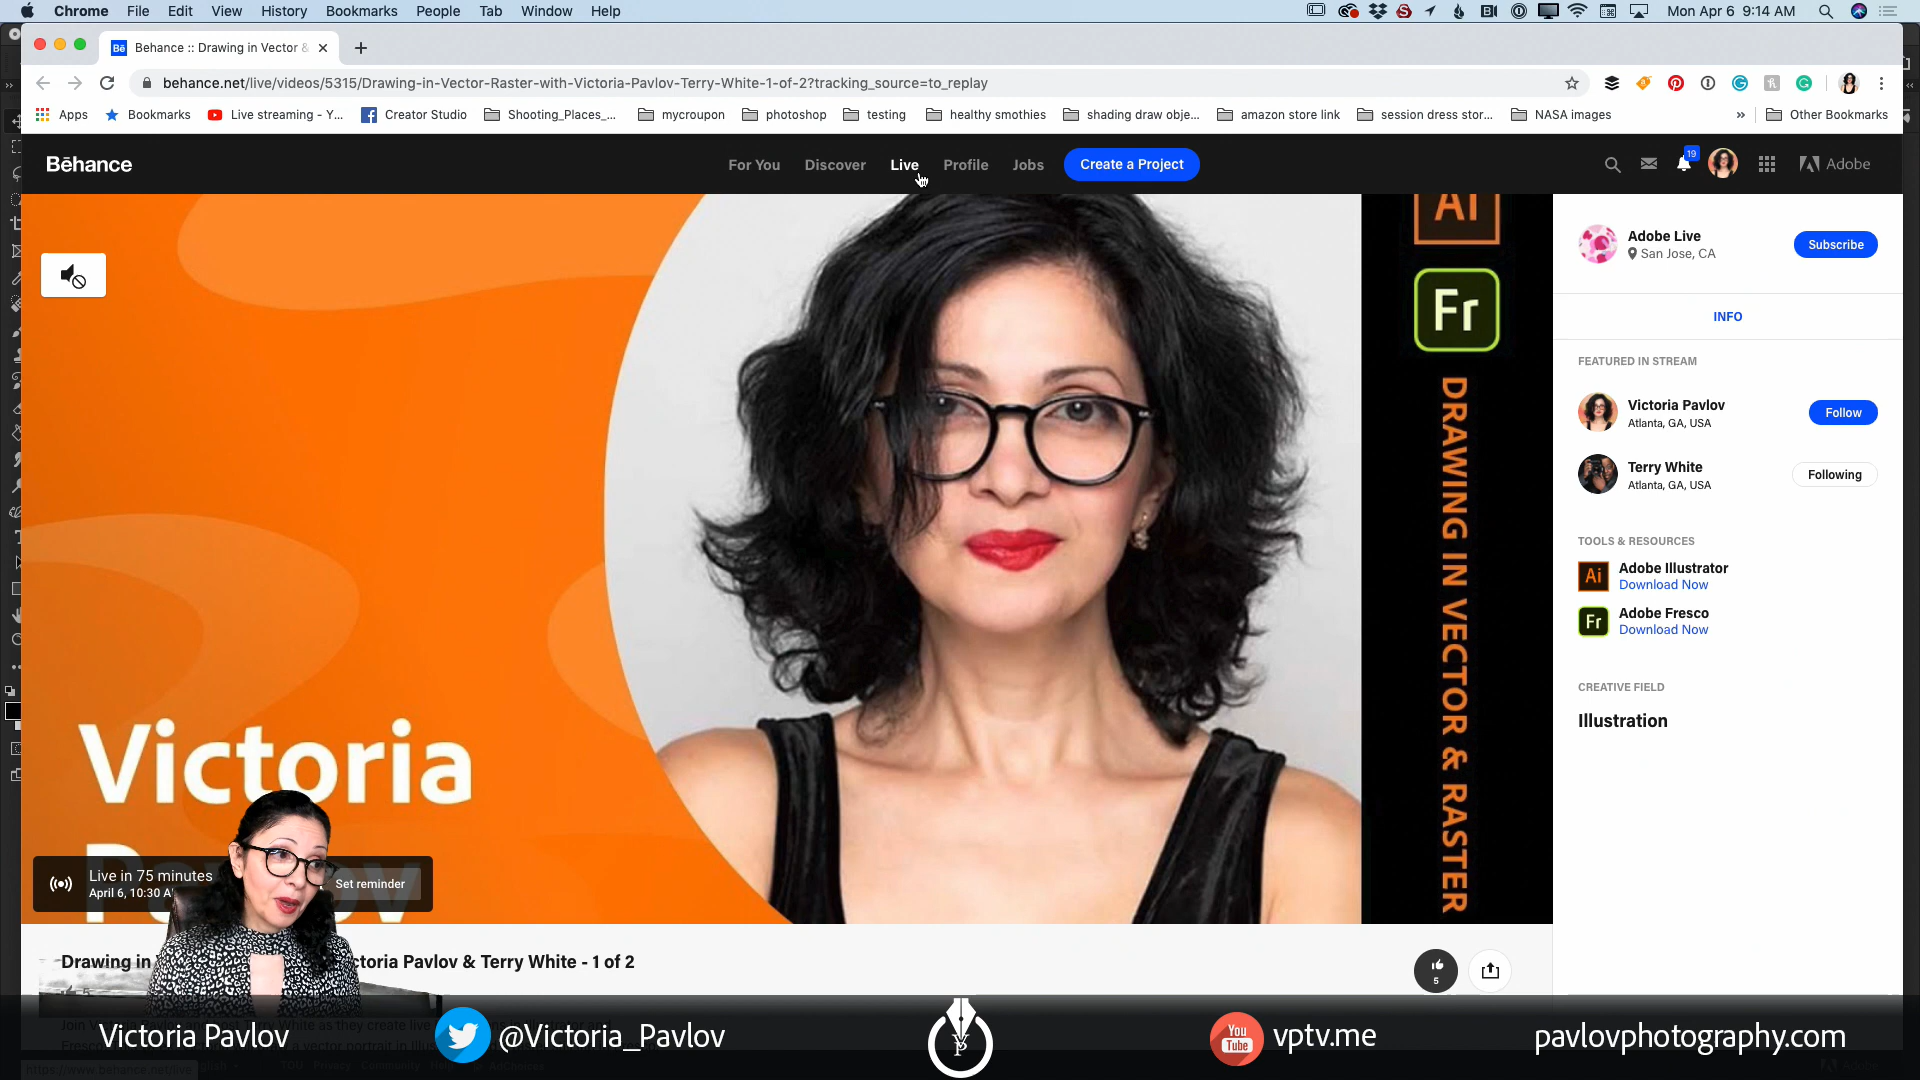 Chrome File Edit View History Bookmarks People Tab Window Help
Mon Apr 6 9:14 AM
Bē Behance :: Drawing in Vector &
behance.net/live/videos/5315/Drawing-in-Vector-Raster-with-Victoria-Pavlov-Terry-White-1-of-2?tracking_source=to_replay
Apps Bookmarks Live streaming - Y... Creator Studio Shooting_Places_... mycroupon photoshop testing healthy smothies shading draw obje... amazon store link session dress stor... NASA images » Other Bookmarks
Bēhance For You Discover Live Profile Jobs Create a Project 19 Adobe
Ai
Fr
DRAWING IN VECTOR & RASTER
Victoria
Live in 75 minutes
April 6, 10:30 A
Set reminder
Adobe Live
San Jose, CA
Subscribe
INFO
FEATURED IN STREAM
Victoria Pavlov
Atlanta, GA, USA
Follow
Terry White
Atlanta, GA, USA
Following
TOOLS & RESOURCES
Ai Adobe Illustrator
Download Now
Fr Adobe Fresco
Download Now
CREATIVE FIELD
Illustration
Drawing in ctoria Pavlov & Terry White - 1 of 2
5
Victoria Pavlov @Victoria_Pavlov You Tube vptv.me pavlovphotography.com
https://www.behance.net/live